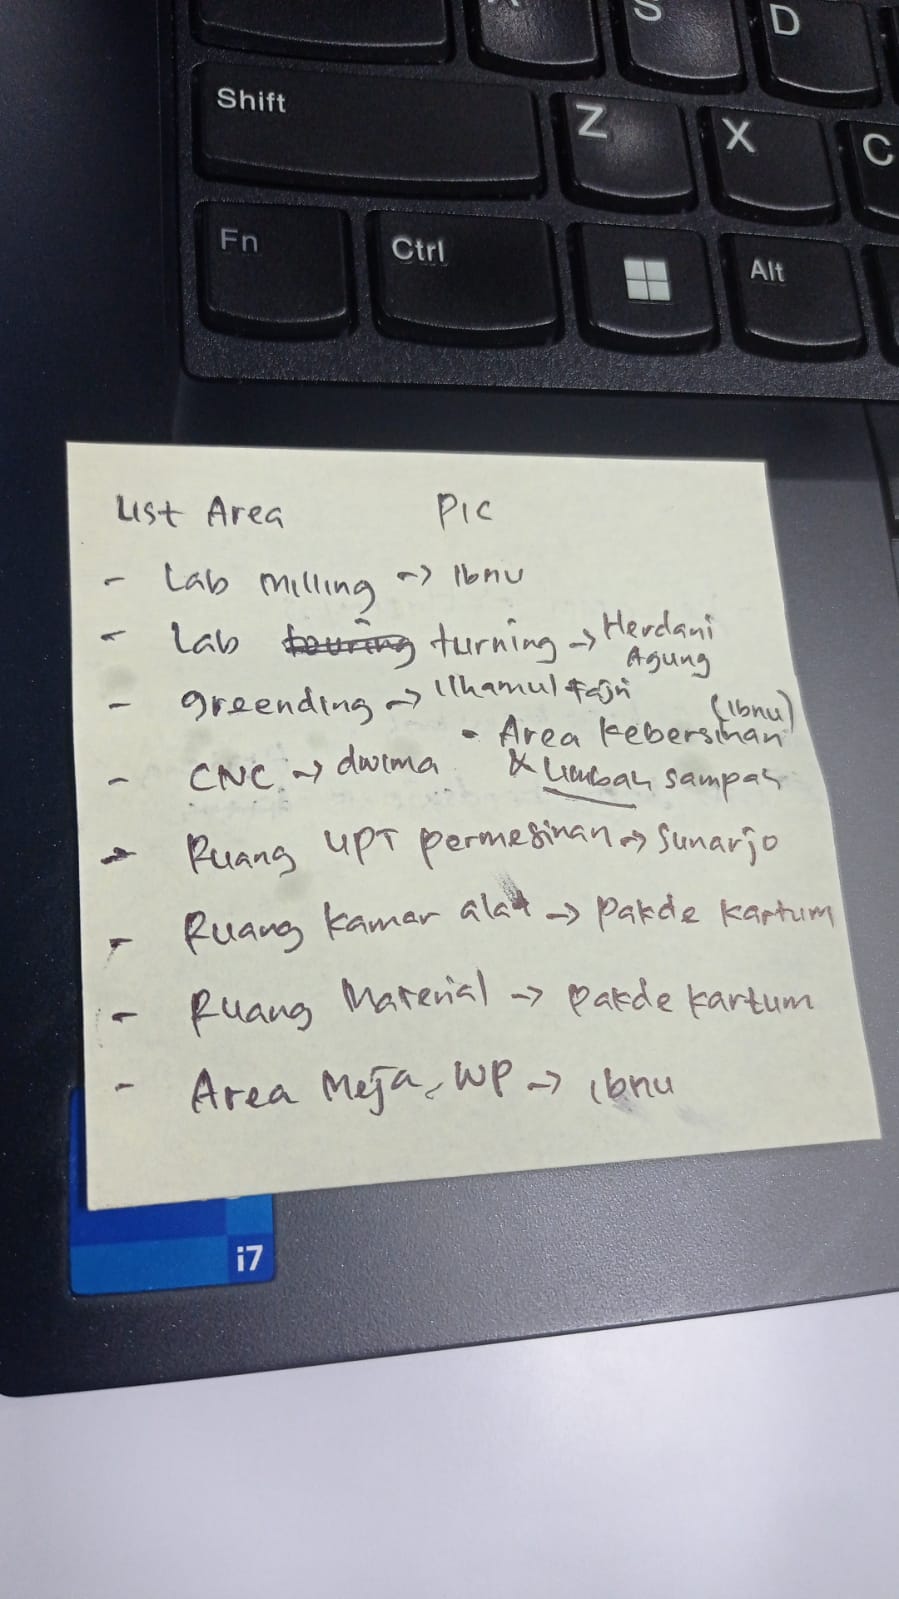 S D
Shift Z X C
Fn Ctrl Alt
List Area PIC
- Lab Milling -> Ibnu
- Lab turning -> Herdani
Agung
- greending -> Ilhamul Fajri
(Ibnu)
• Area kebersihan
- CNC -> dwima & Limbah sampah
- Ruang UPT permesinan -> Sunarjo
- Ruang kamar alat -> pakde kartum
- Ruang Material -> pakde kartum
- Area Meja, WP -> ibnu
i7